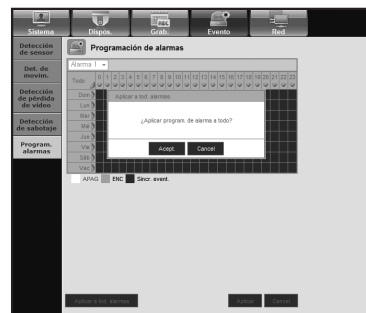 Sistema Dispos. Grab. Evento Red
REC
Detección de sensor
Det. de movim.
Detección de pérdida de vídeo
Detección de sabotaje
Program. alarmas
Programación de alarmas
Alarma 1
Todo 0 1 2 3 4 5 6 7 8 9 10 11 12 13 14 15 16 17 18 19 20 21 22 23
Dom
Lun
Mar
Mié
Jue
Vie
Sáb
Vac
Aplicar a tod. alarmas
¿Aplicar program. de alarma a todo?
Acept. Cancel
APAG ENC Sincr. event.
Aplicar a tod. alarmas Aplicar Cancel